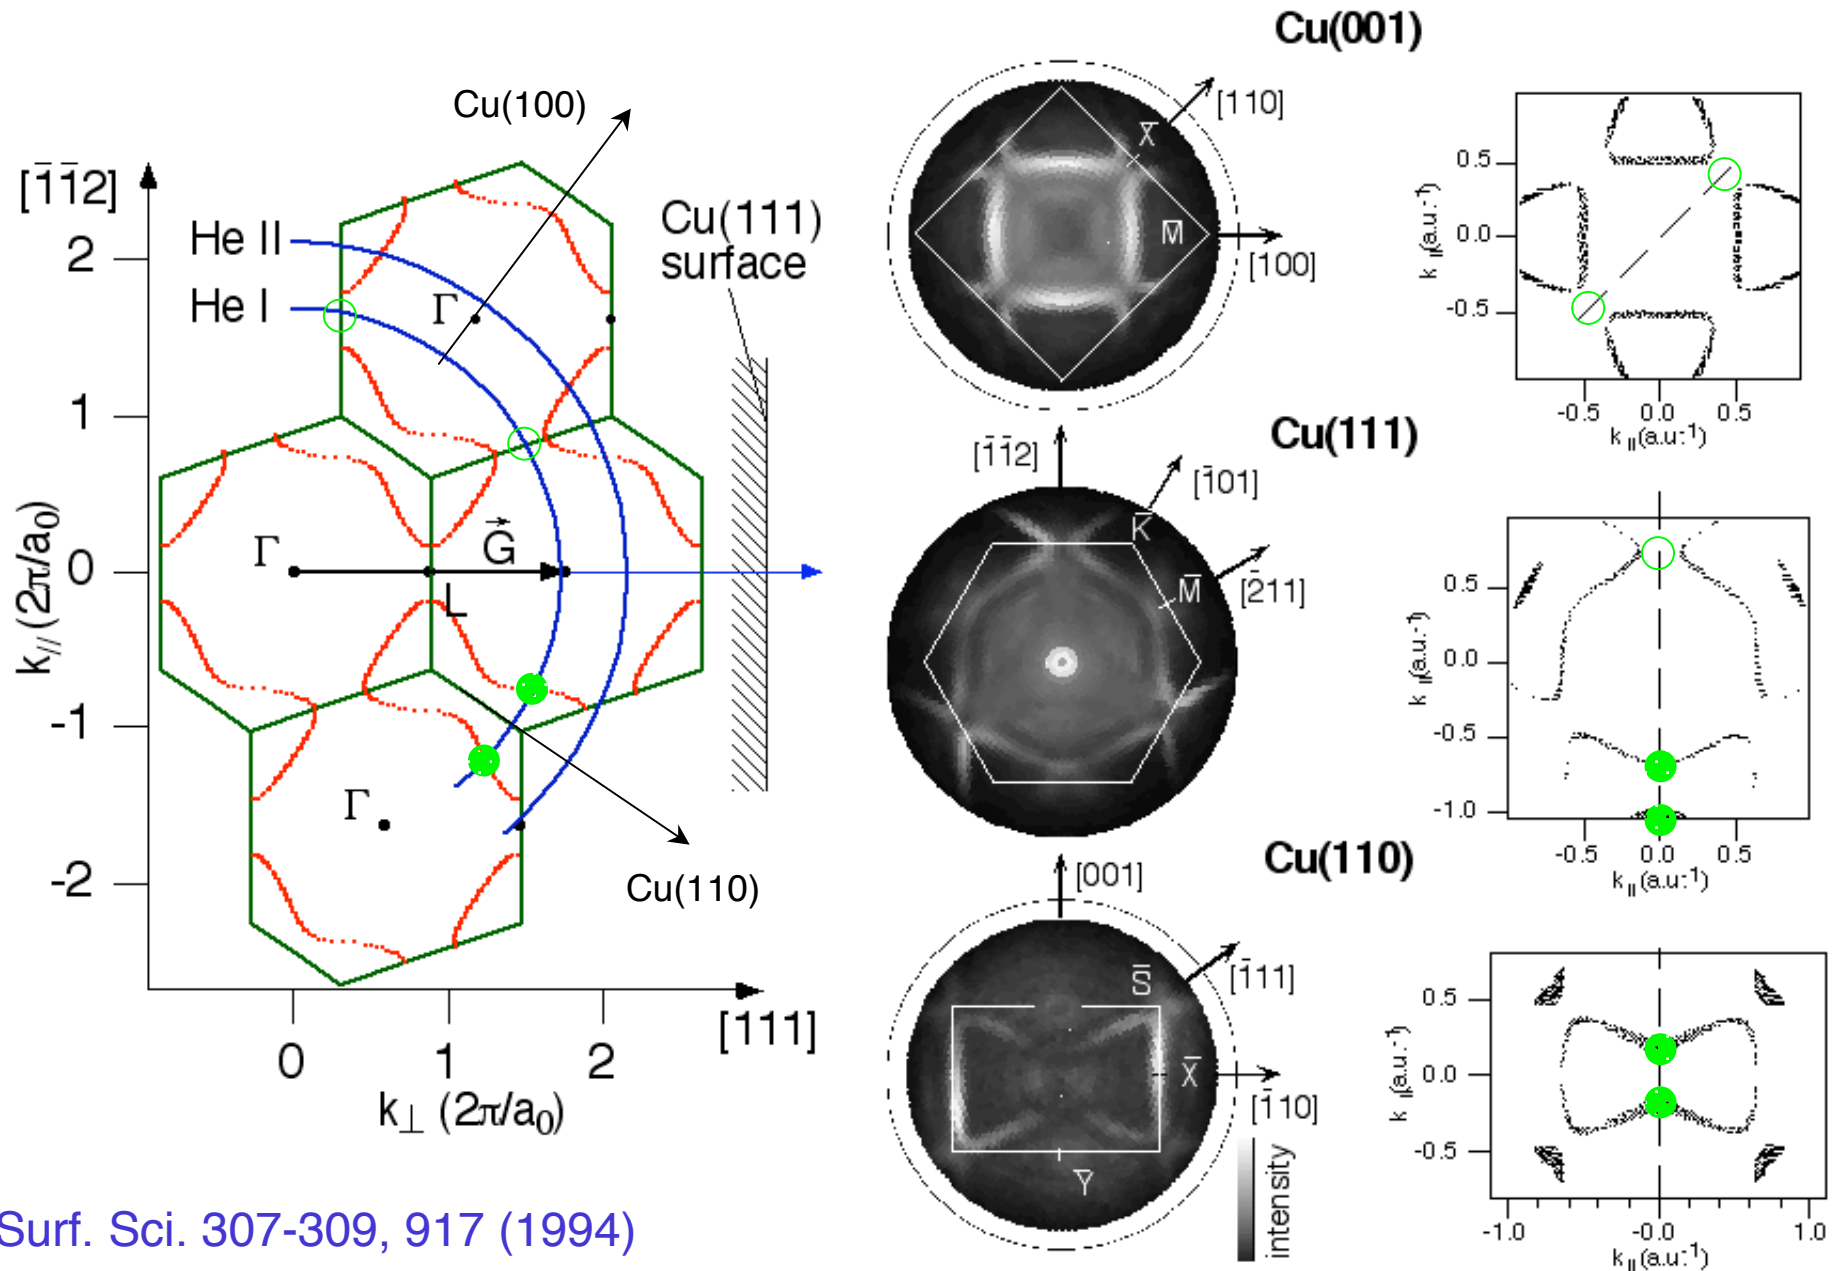 Cu(100)
[1̄1̄2]
2
1
0
-1
-2
k// (2π/a₀)
He II
He I
Γ
Cu(111)
surface
Γ
G⃗
L
Γ
Cu(110)
0
1
2
[111]
k⊥ (2π/a₀)
Surf. Sci. 307-309, 917 (1994)
Cu(001)
[110]
X̄
M̄
[100]
0.5
0.0
-0.5
k ||(a.u.⁻¹)
-0.5
0.0
0.5
k ||(a.u.⁻¹)
Cu(111)
[1̄1̄2]
[1̄01]
K̄
M̄
[2̄11]
0.5
0.0
-0.5
-1.0
k ||(a.u.⁻¹)
-0.5
0.0
0.5
k ||(a.u.⁻¹)
Cu(110)
[001]
S̄
[1̄11]
X̄
[1̄10]
Ȳ
intensity
0.5
0.0
-0.5
k ||(a.u.⁻¹)
-1.0
-0.0
1.0
k ||(a.u.⁻¹)